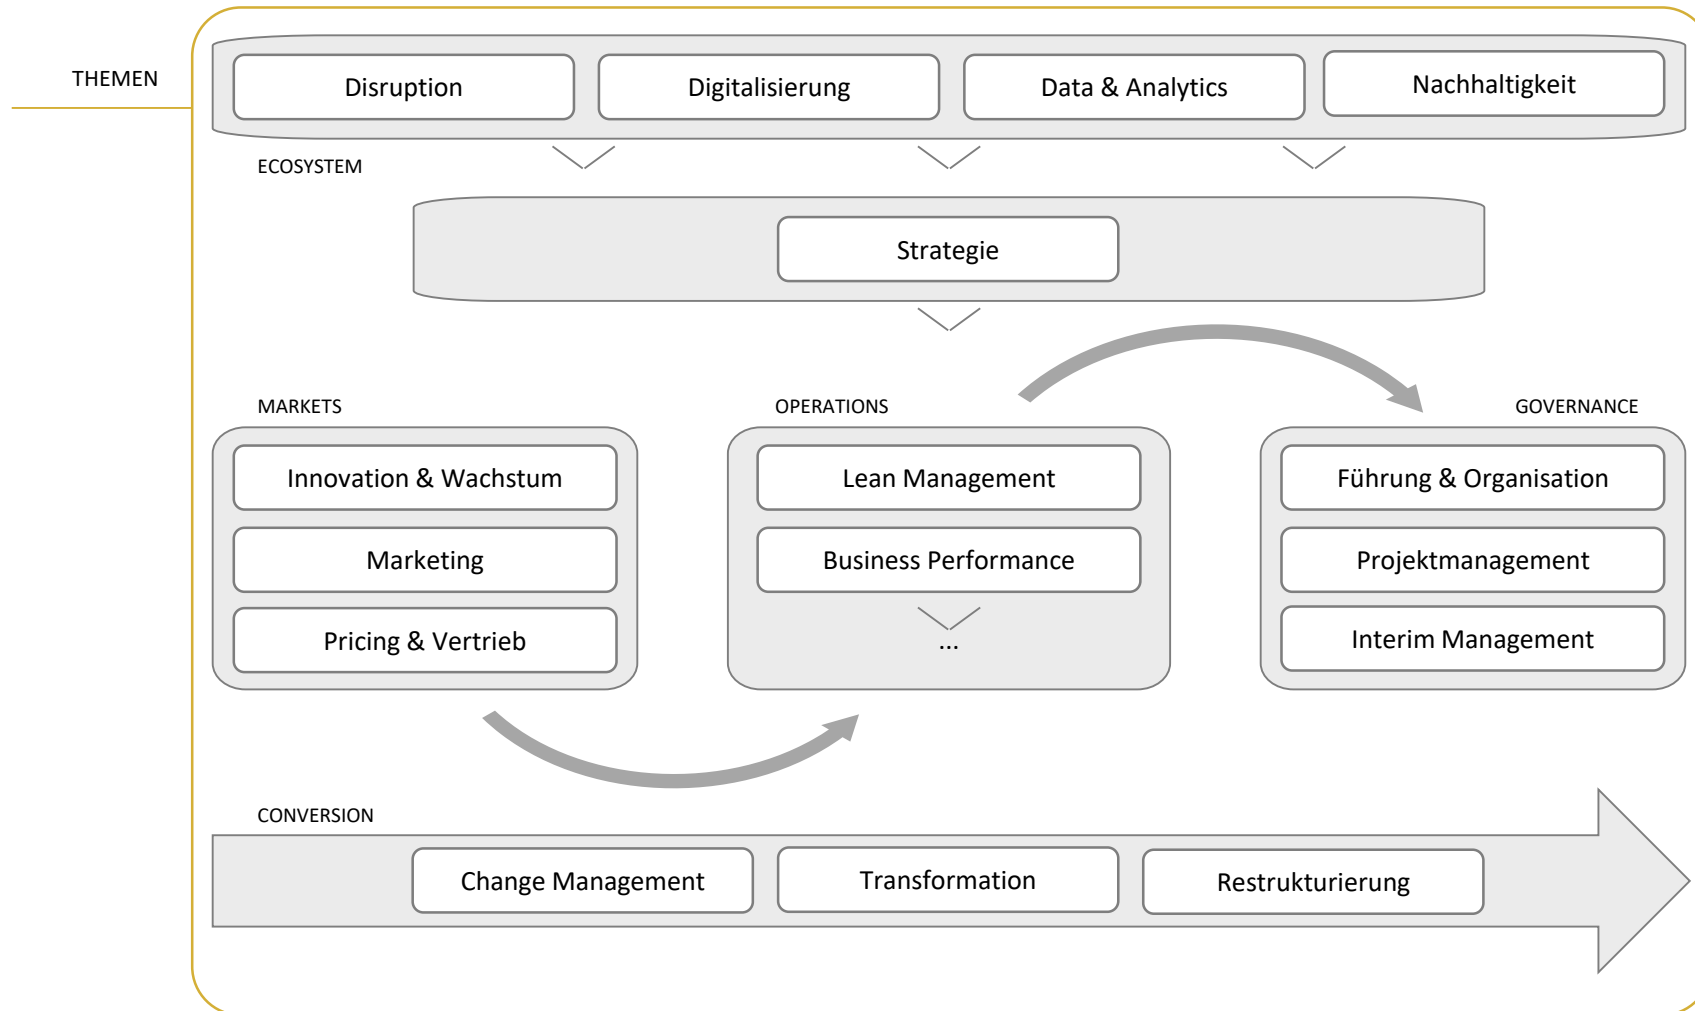 THEMEN
Disruption
Digitalisierung
Data & Analytics
Nachhaltigkeit
ECOSYSTEM
Strategie
MARKETS
Innovation & Wachstum
Marketing
Pricing & Vertrieb
OPERATIONS
Lean Management
Business Performance
...
GOVERNANCE
Führung & Organisation
Projektmanagement
Interim Management
CONVERSION
Change Management
Transformation
Restrukturierung